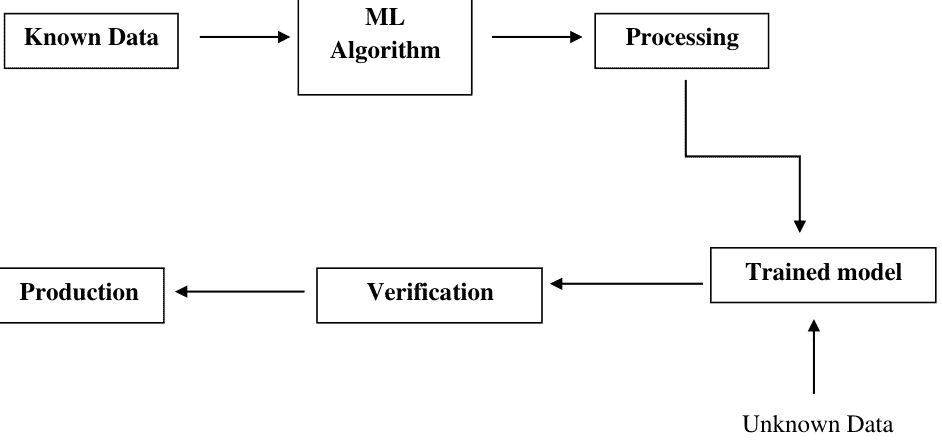 Known Data
ML
Algorithm
Processing
Trained model
Verification
Production
Unknown Data